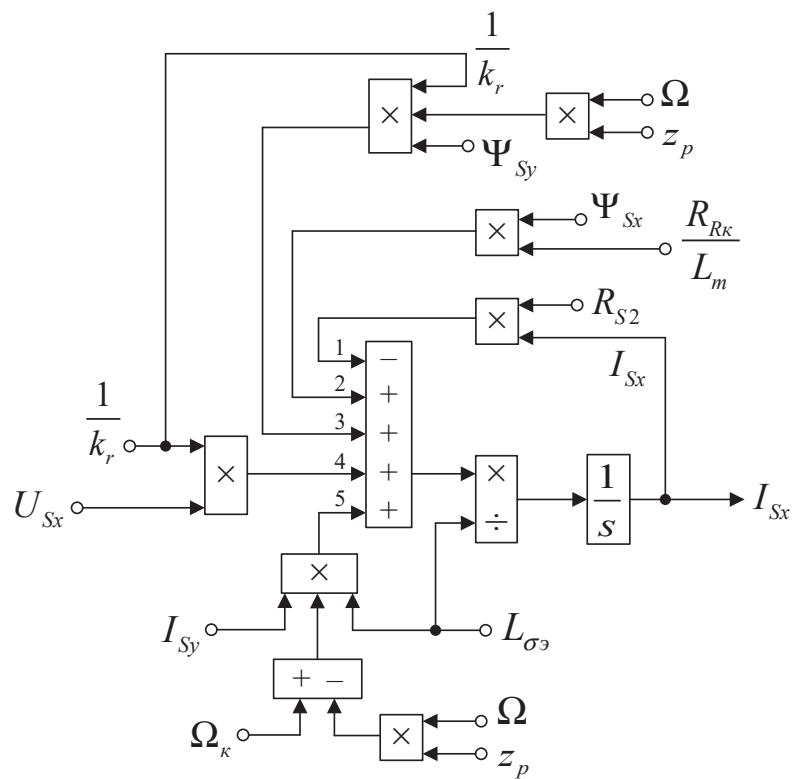 1
k_r
Ω
×
×
z_p
Ψ_Sy
Ψ_Sx
R_Rк
×
L_m
R_S2
×
1
−
I_Sx
2
+
1
3
+
k_r
×
4
+
×
1
U_Sx
5
+
÷
s
I_Sx
×
I_Sy
L_σэ
+ −
Ω
Ω_к
×
z_p